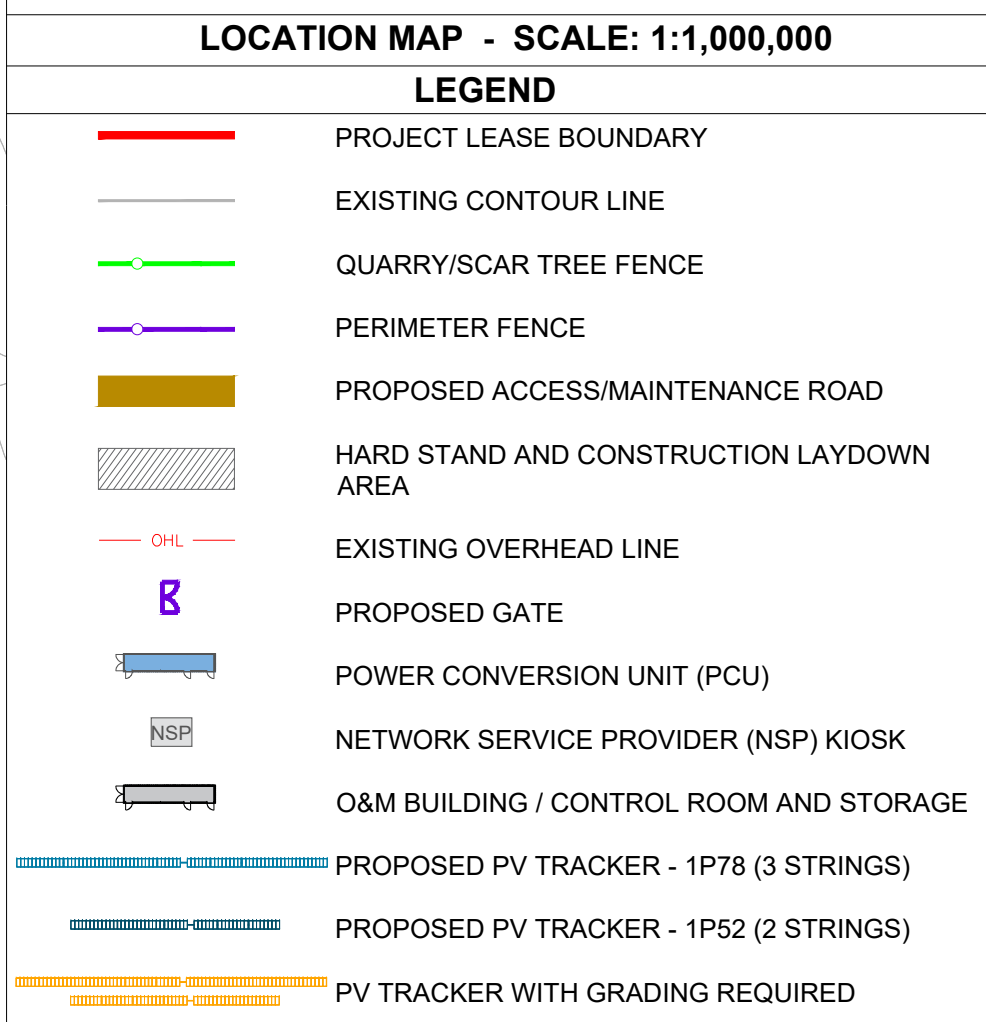 LOCATION MAP - SCALE: 1:1,000,000
LEGEND
PROJECT LEASE BOUNDARY
EXISTING CONTOUR LINE
QUARRY/SCAR TREE FENCE
PERIMETER FENCE
PROPOSED ACCESS/MAINTENANCE ROAD
HARD STAND AND CONSTRUCTION LAYDOWN
AREA
OHL EXISTING OVERHEAD LINE
PROPOSED GATE
POWER CONVERSION UNIT (PCU)
NSP NETWORK SERVICE PROVIDER (NSP) KIOSK
O&M BUILDING / CONTROL ROOM AND STORAGE
PROPOSED PV TRACKER - 1P78 (3 STRINGS)
PROPOSED PV TRACKER - 1P52 (2 STRINGS)
PV TRACKER WITH GRADING REQUIRED